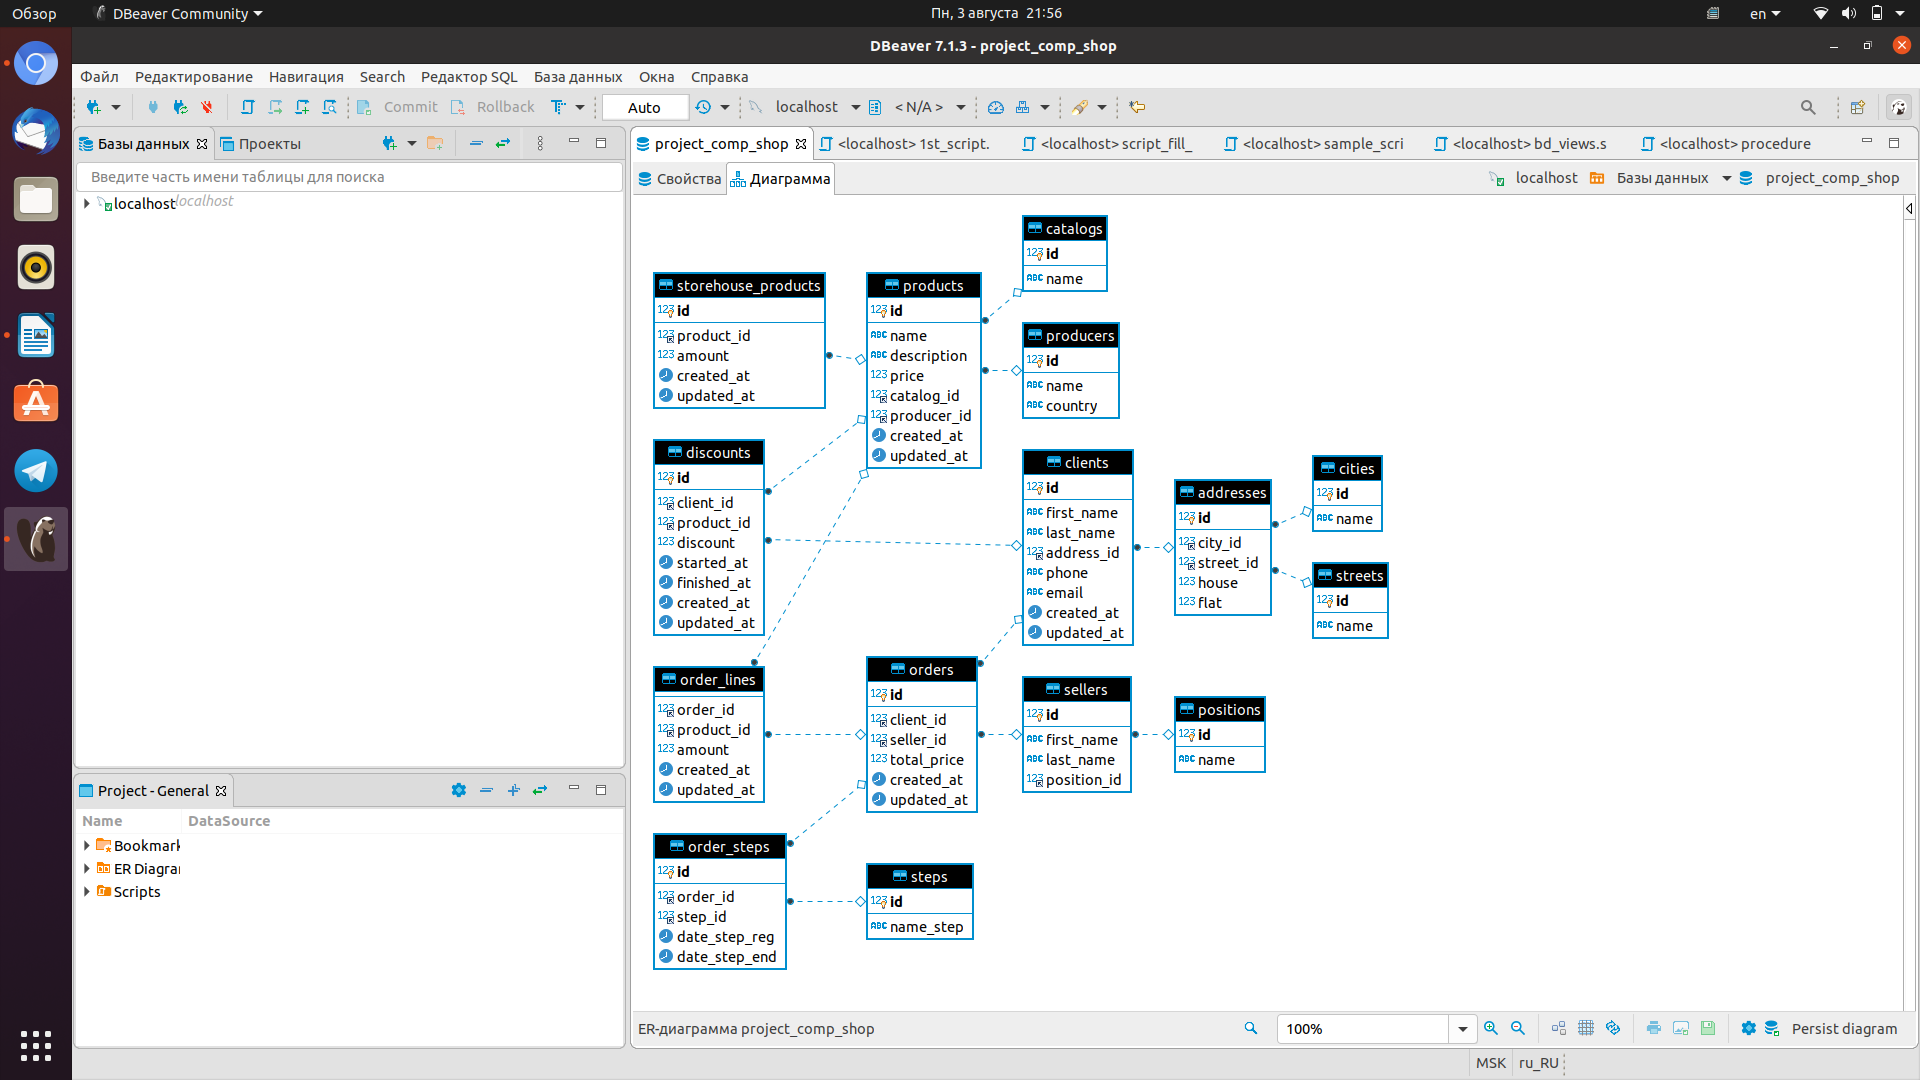 Обзор
DBeaver Community
Пн, 3 августа 21:56
en
DBeaver 7.1.3 - project_comp_shop
Файл Редактирование Навигация Search Редактор SQL База данных Окна Справка
Commit Rollback Auto localhost < N/A >
Базы данных Проекты
Введите часть имени таблицы для поиска
localhost localhost
Project - General
Name DataSource
Bookmark
ER Diagra
Scripts
project_comp_shop <localhost> 1st_script. <localhost> script_fill_ <localhost> sample_scri <localhost> bd_views.s <localhost> procedure
Свойства Диаграмма
localhost Базы данных project_comp_shop
catalogs
id
name
storehouse_products
id
product_id
amount
created_at
updated_at
products
id
name
description
price
catalog_id
producer_id
created_at
updated_at
producers
id
name
country
discounts
id
client_id
product_id
discount
started_at
finished_at
created_at
updated_at
clients
id
first_name
last_name
address_id
phone
email
created_at
updated_at
addresses
id
city_id
street_id
house
flat
cities
id
name
streets
id
name
order_lines
order_id
product_id
amount
created_at
updated_at
orders
id
client_id
seller_id
total_price
created_at
updated_at
sellers
id
first_name
last_name
position_id
positions
id
name
order_steps
id
order_id
step_id
date_step_reg
date_step_end
steps
id
name_step
ER-диаграмма project_comp_shop
100%
Persist diagram
MSK ru_RU